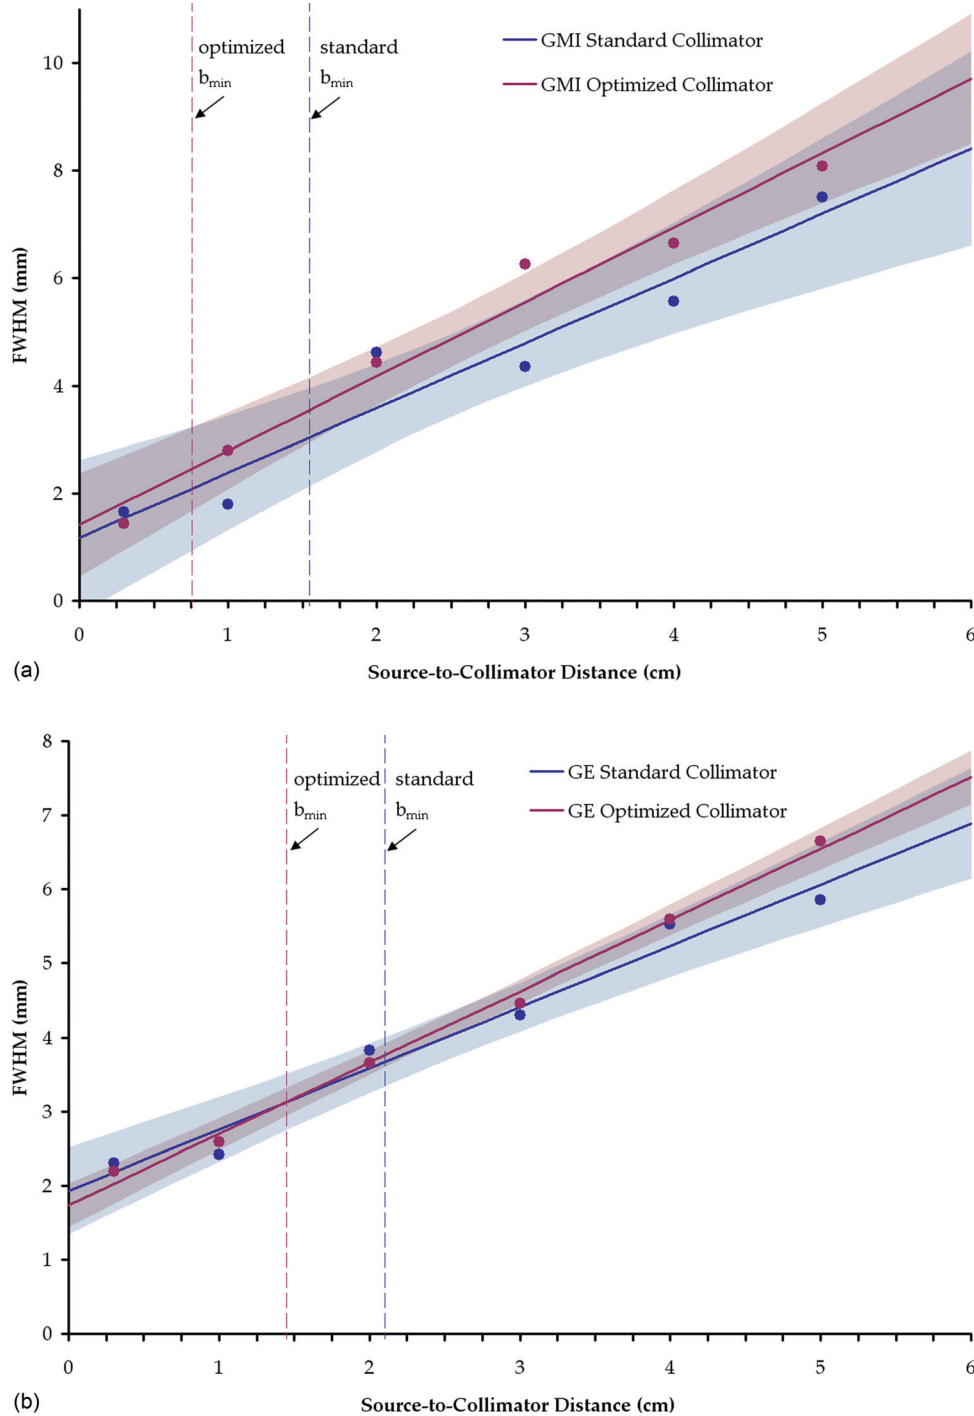 optimized
b_min
standard
b_min
GMI Standard Collimator
GMI Optimized Collimator
10
8
6
4
2
0
FWHM (mm)
0 1 2 3 4 5 6
Source-to-Collimator Distance (cm)
(a)
8
7
6
5
4
3
2
1
0
optimized
b_min
standard
b_min
GE Standard Collimator
GE Optimized Collimator
FWHM (mm)
0 1 2 3 4 5 6
Source-to-Collimator Distance (cm)
(b)